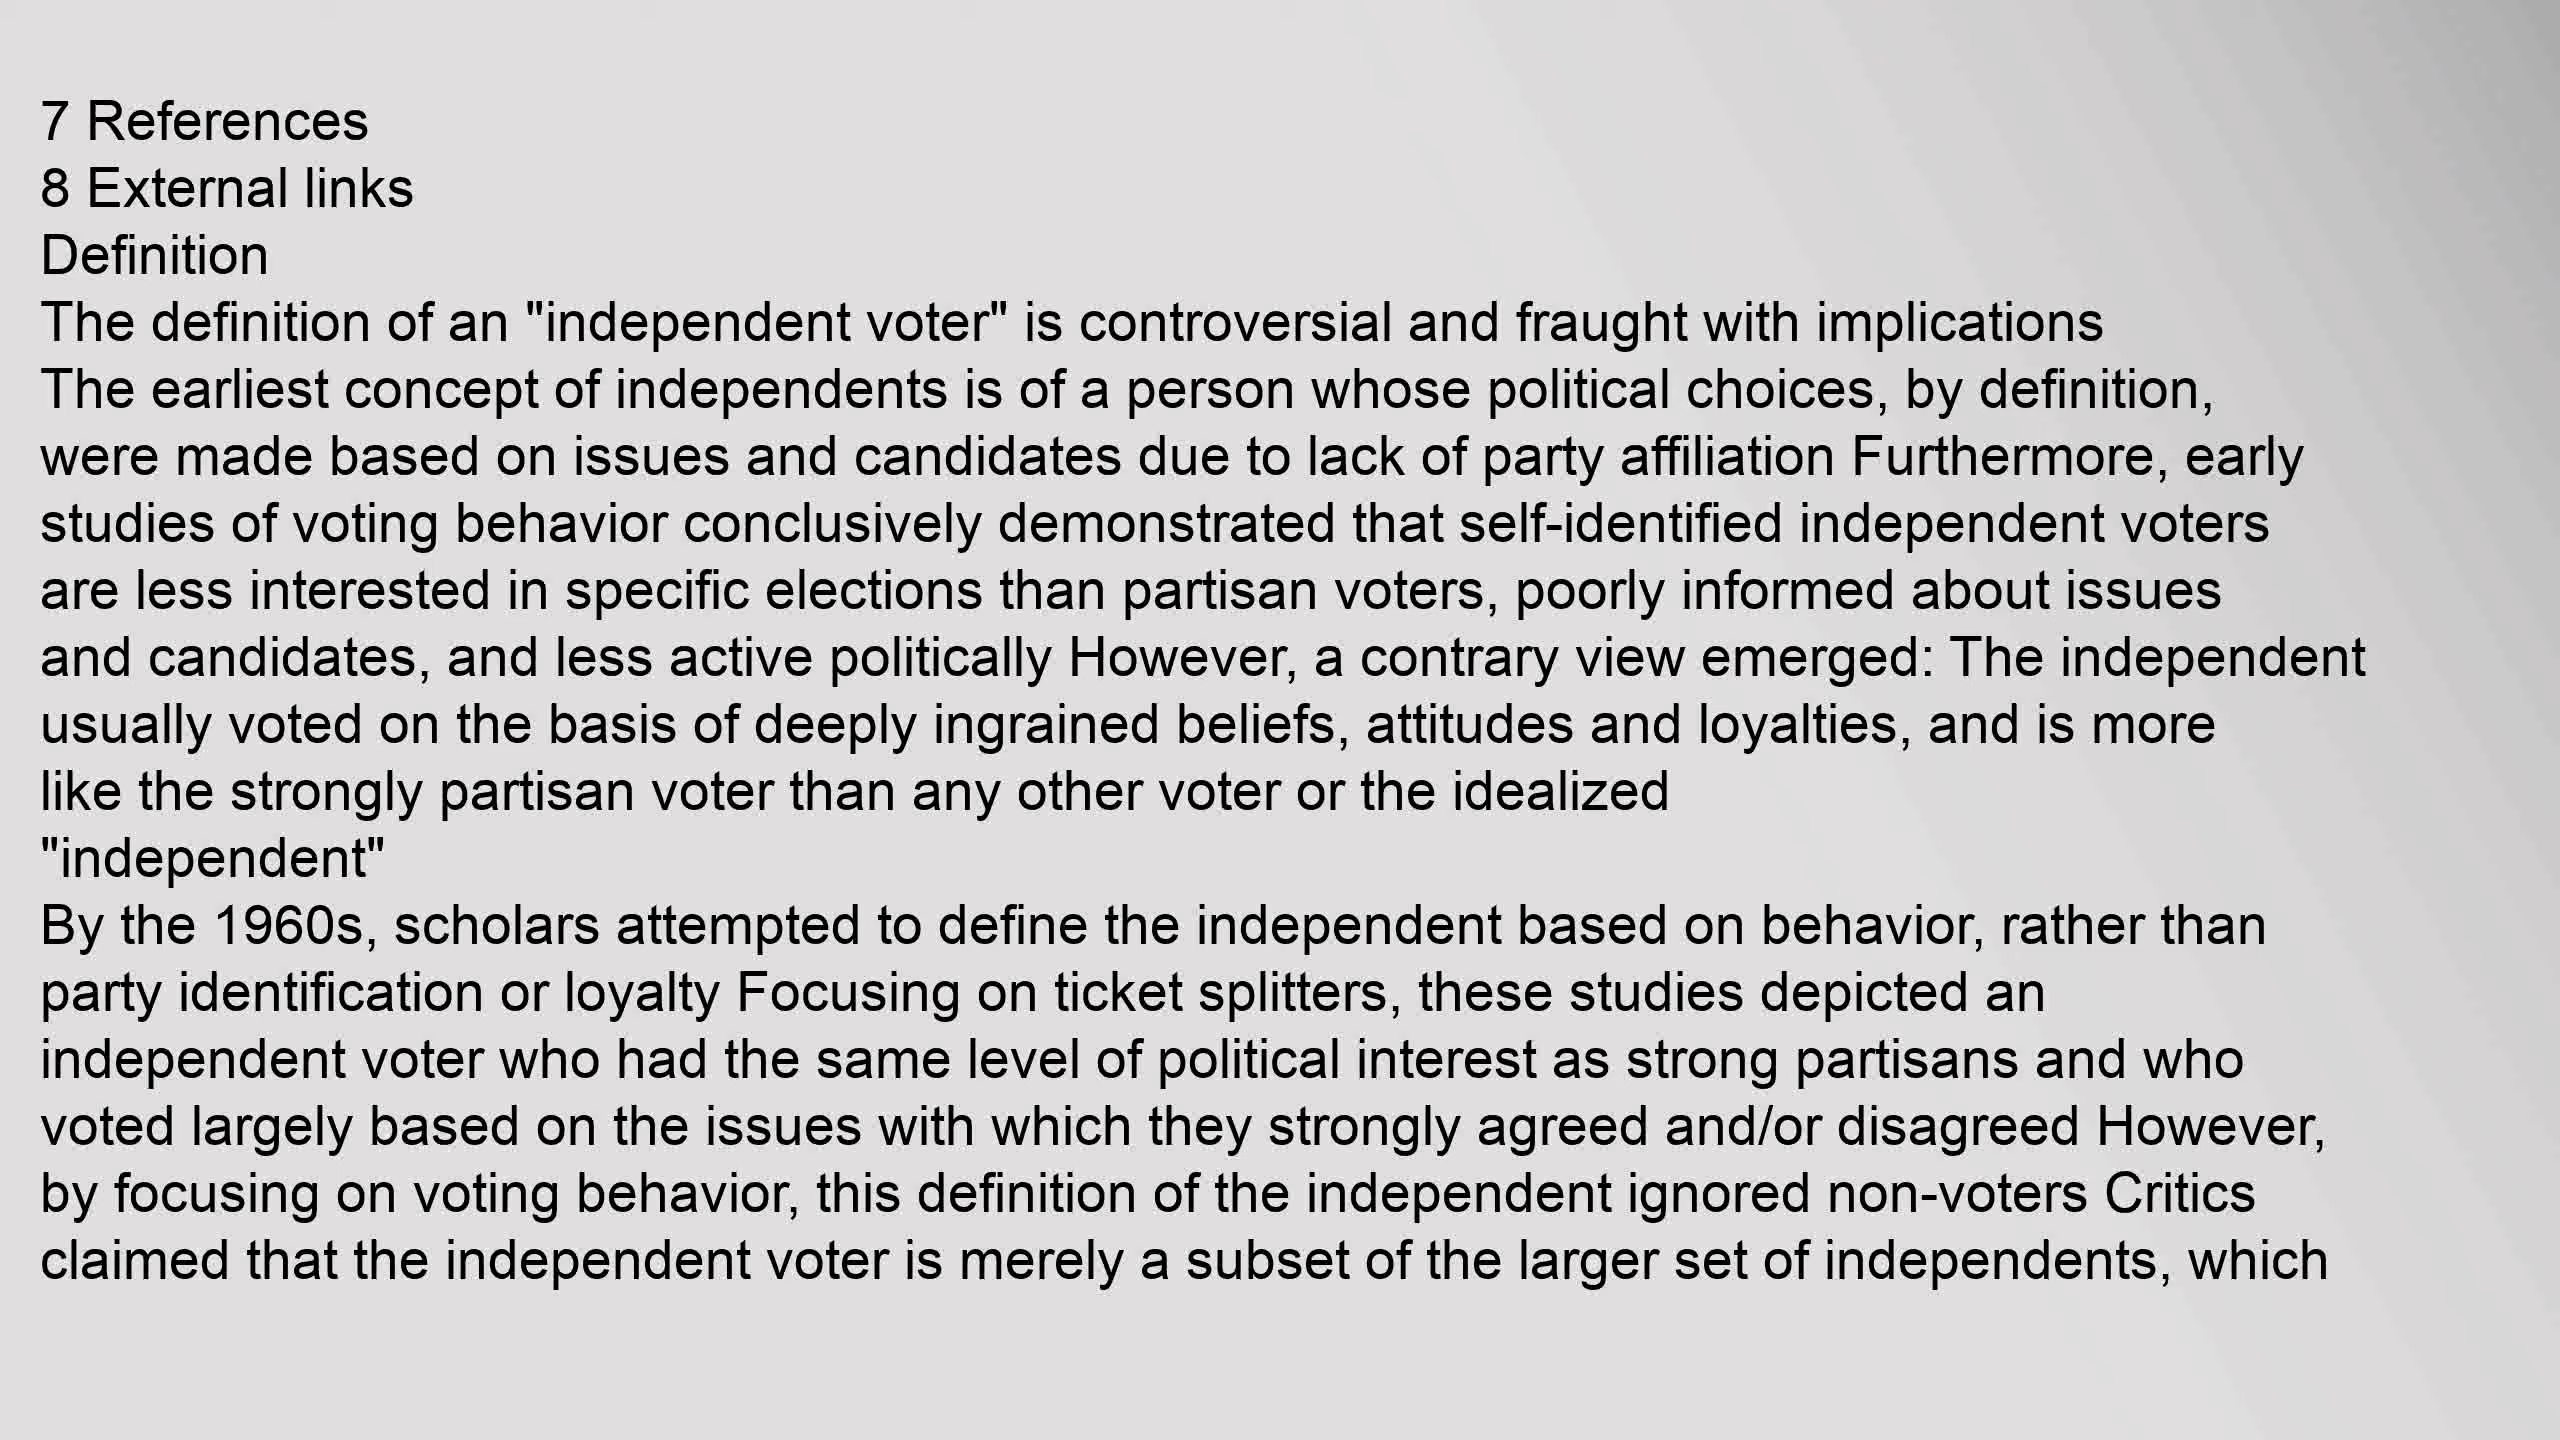 7 References
8 External links
Definition
The definition of an "independent voter" is controversial and fraught with implications
The earliest concept of independents is of a person whose political choices, by definition,
were made based on issues and candidates due to lack of party affiliation Furthermore, early
studies of voting behavior conclusively demonstrated that self-identified independent voters
are less interested in specific elections than partisan voters, poorly informed about issues
and candidates, and less active politically However, a contrary view emerged: The independent
usually voted on the basis of deeply ingrained beliefs, attitudes and loyalties, and is more
like the strongly partisan voter than any other voter or the idealized
"independent"
By the 1960s, scholars attempted to define the independent based on behavior, rather than
party identification or loyalty Focusing on ticket splitters, these studies depicted an
independent voter who had the same level of political interest as strong partisans and who
voted largely based on the issues with which they strongly agreed and/or disagreed However,
by focusing on voting behavior, this definition of the independent ignored non-voters Critics
claimed that the independent voter is merely a subset of the larger set of independents, which